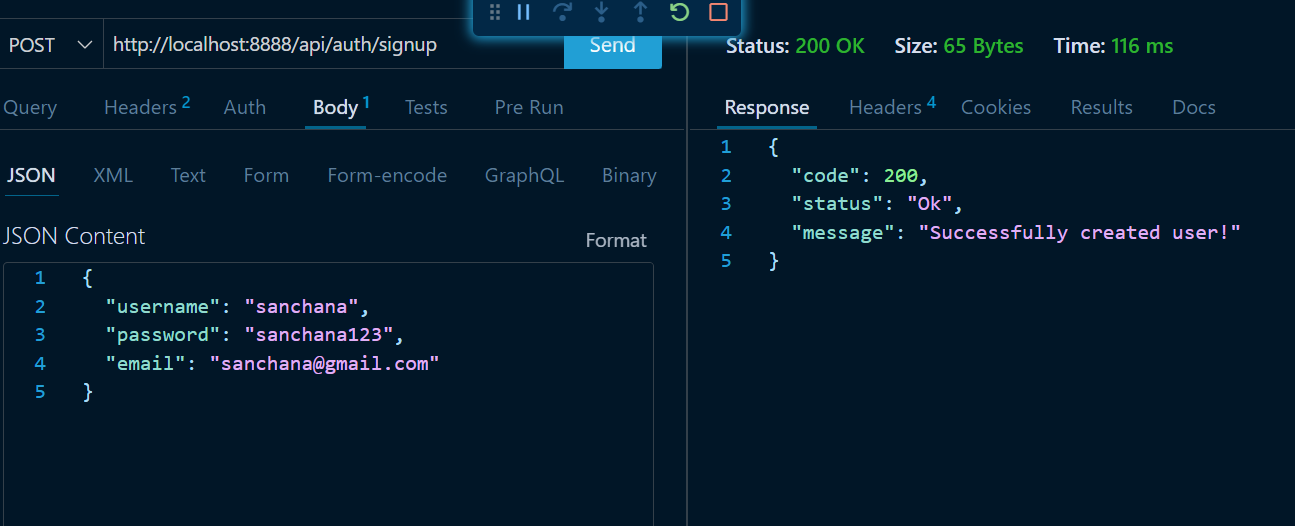 POST http://localhost:8888/api/auth/signup Send
Query Headers 2 Auth Body 1 Tests Pre Run
JSON XML Text Form Form-encode GraphQL Binary
JSON Content Format
1 {
2 "username": "sanchana",
3 "password": "sanchana123",
4 "email": "sanchana@gmail.com"
5 }
Status: 200 OK Size: 65 Bytes Time: 116 ms
Response Headers 4 Cookies Results Docs
1 {
2 "code": 200,
3 "status": "Ok",
4 "message": "Successfully created user!"
5 }